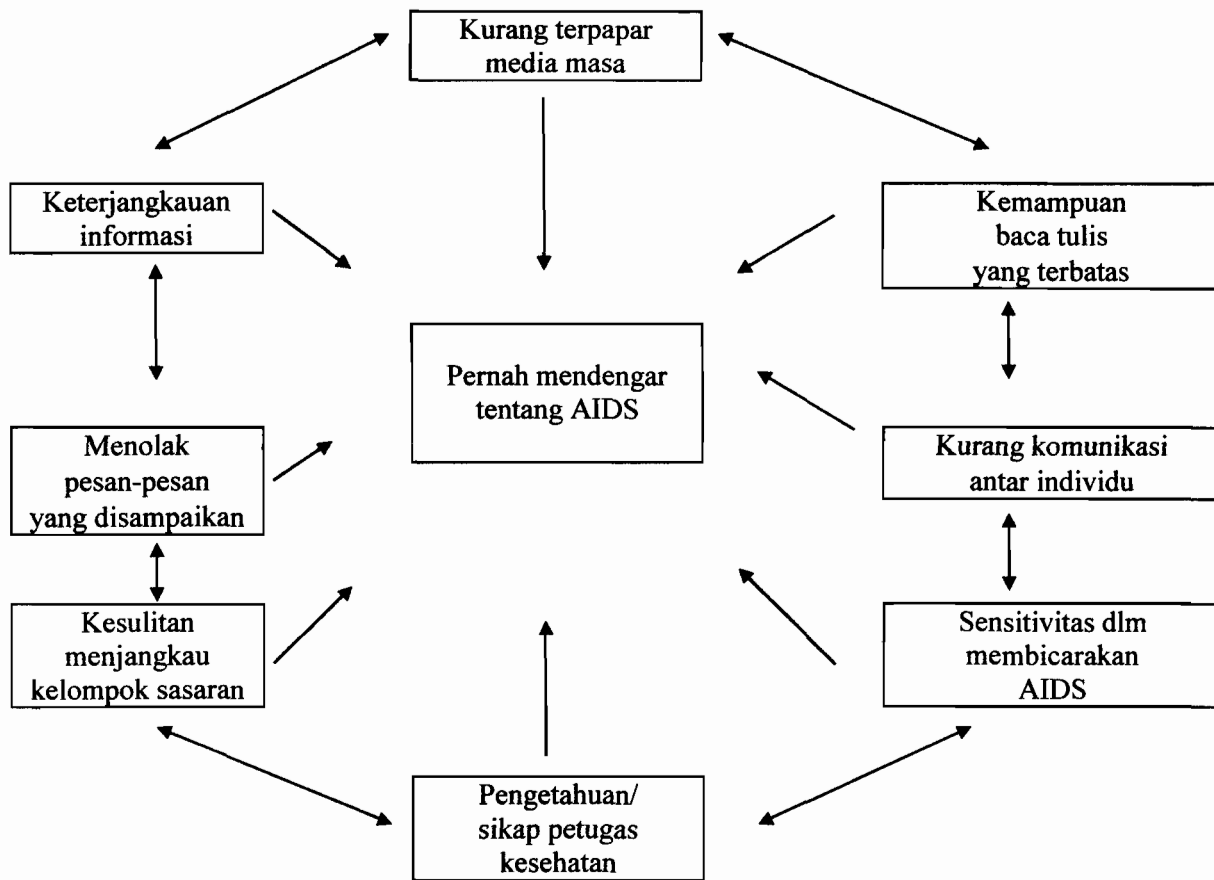 Kurang terpapar
media masa
Keterjangkauan
informasi
Kemampuan
baca tulis
yang terbatas
Pernah mendengar
tentang AIDS
Menolak
pesan-pesan
yang disampaikan
Kurang komunikasi
antar individu
Kesulitan
menjangkau
kelompok sasaran
Sensitivitas dlm
membicarakan
AIDS
Pengetahuan/
sikap petugas
kesehatan